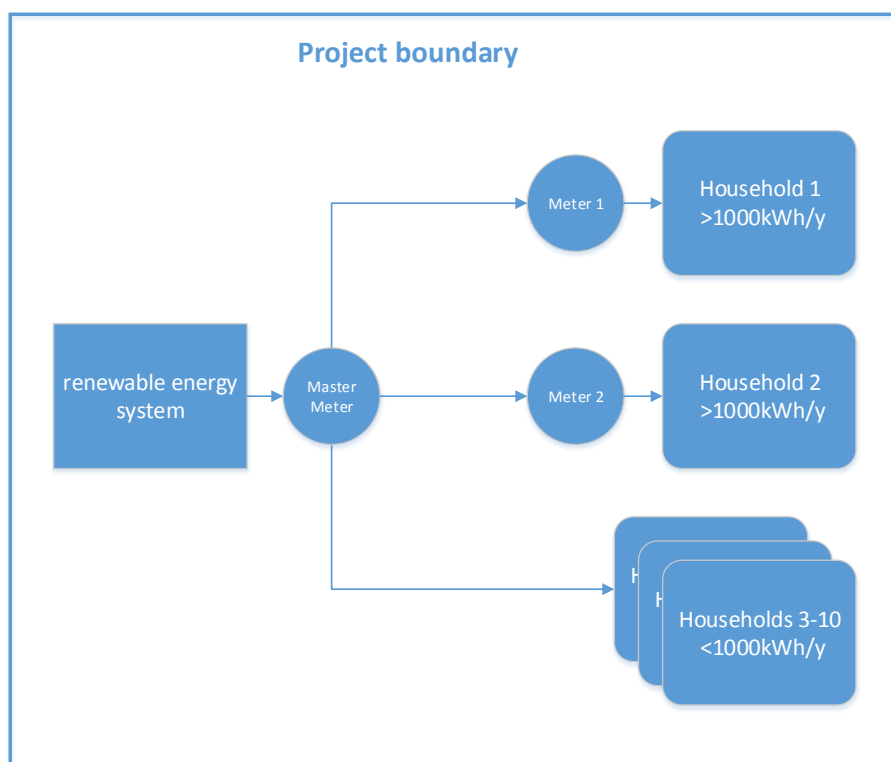 Project boundary
Meter 1
Household 1
>1000kWh/y
renewable energy
system
Master
Meter
Meter 2
Household 2
>1000kWh/y
H
H
Households 3-10
<1000kWh/y